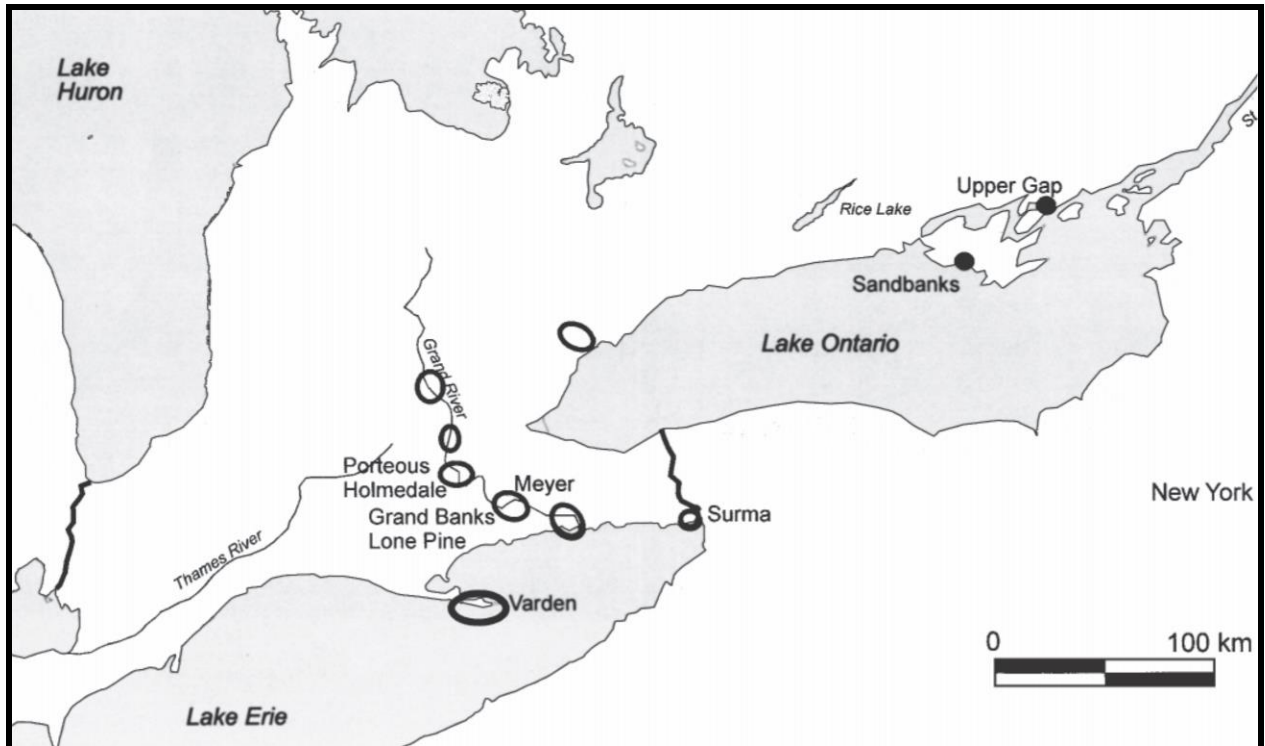 Lake
Huron
St
Upper Gap
Rice Lake
Sandbanks
Lake Ontario
Grand River
Porteous
Holmedale
Meyer
New York
Grand Banks
Lone Pine
Surma
Thames River
Varden
0 100 km
Lake Erie